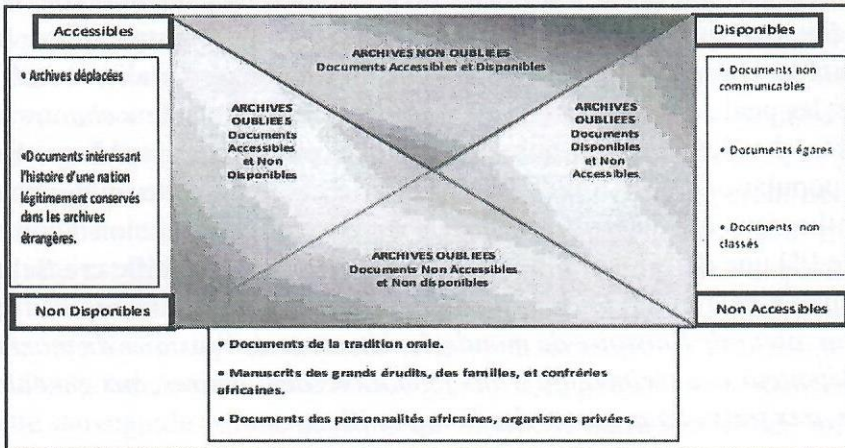 Accessibles
Disponibles
ARCHIVES NON OUBLIEES
Documents Accessibles et Disponibles
• Archives déplacées
•Documents intéressant
l'histoire d'une nation
légitimement conservés
dans les archives
étrangères.
ARCHIVES
OUBLIEES
Documents
Accessibles
et Non
Disponibles
ARCHIVES
OUBLIEES
Documents
Disponibles
et Non
Accessibles
• Documents non
communicables
• Documents égares
• Documents non
classés
ARCHIVES OUBLIEES
Documents Non Accessibles
et Non disponibles
Non Disponibles
Non Accessibles
• Documents de la tradition orale.
• Manuscrits des grands érudits, des familles, et confréries
africaines.
• Documents des personalités africaines, organismes privées,